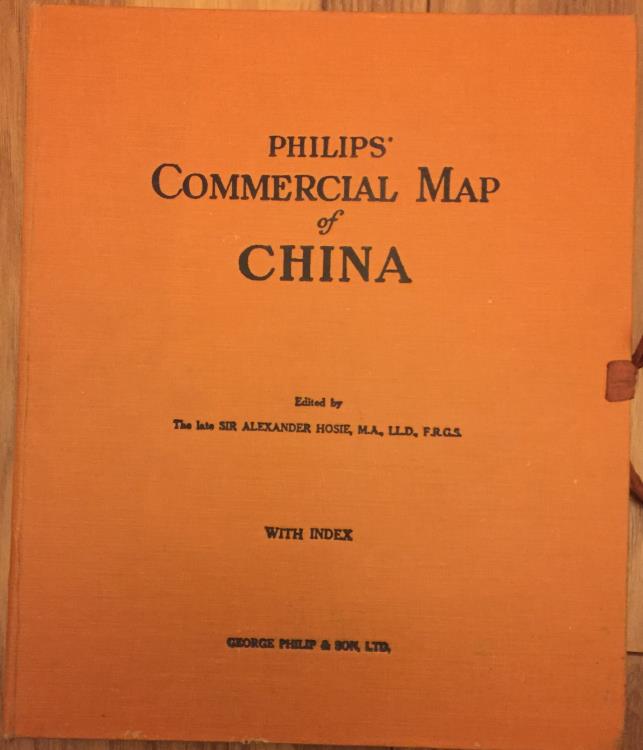 PHILIPS'
COMMERCIAL MAP
of
CHINA
Edited by
The late SIR ALEXANDER HOSIE, M.A., LL.D., F.R.G.S.
WITH INDEX
GEORGE PHILIP & SON, LTD.